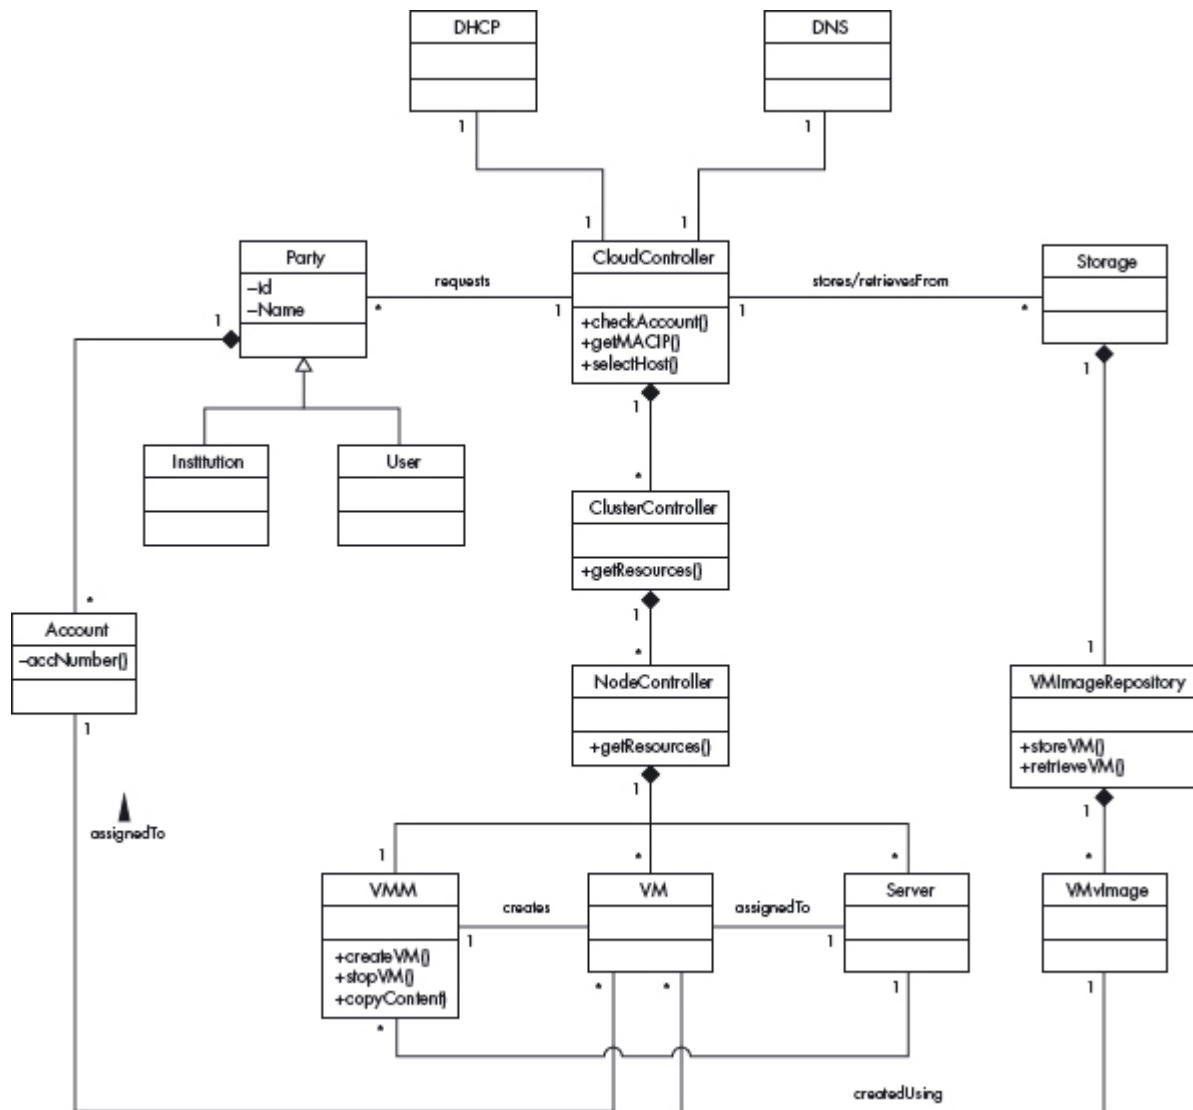 DHCP
DNS
1
1
1
1
Party
–id
–Name
requests
*
1
CloudController
+checkAccount()
+getMACIP()
+selectHost()
stores/retrievesFrom
1
*
Storage
1
1
1
Institution
User
*
ClusterController
+getResources()
*
Account
–accNumber()
1
1
*
NodeController
+getResources()
1
VMImageRepository
+storeVM()
+retrieveVM()
assignedTo
1
1
1
*
*
*
VMM
+createVM()
+stopVM()
+copyContent)
creates
1
VM
assignedTo
1
Server
VMvImage
*
*
*
1
1
createdUsing